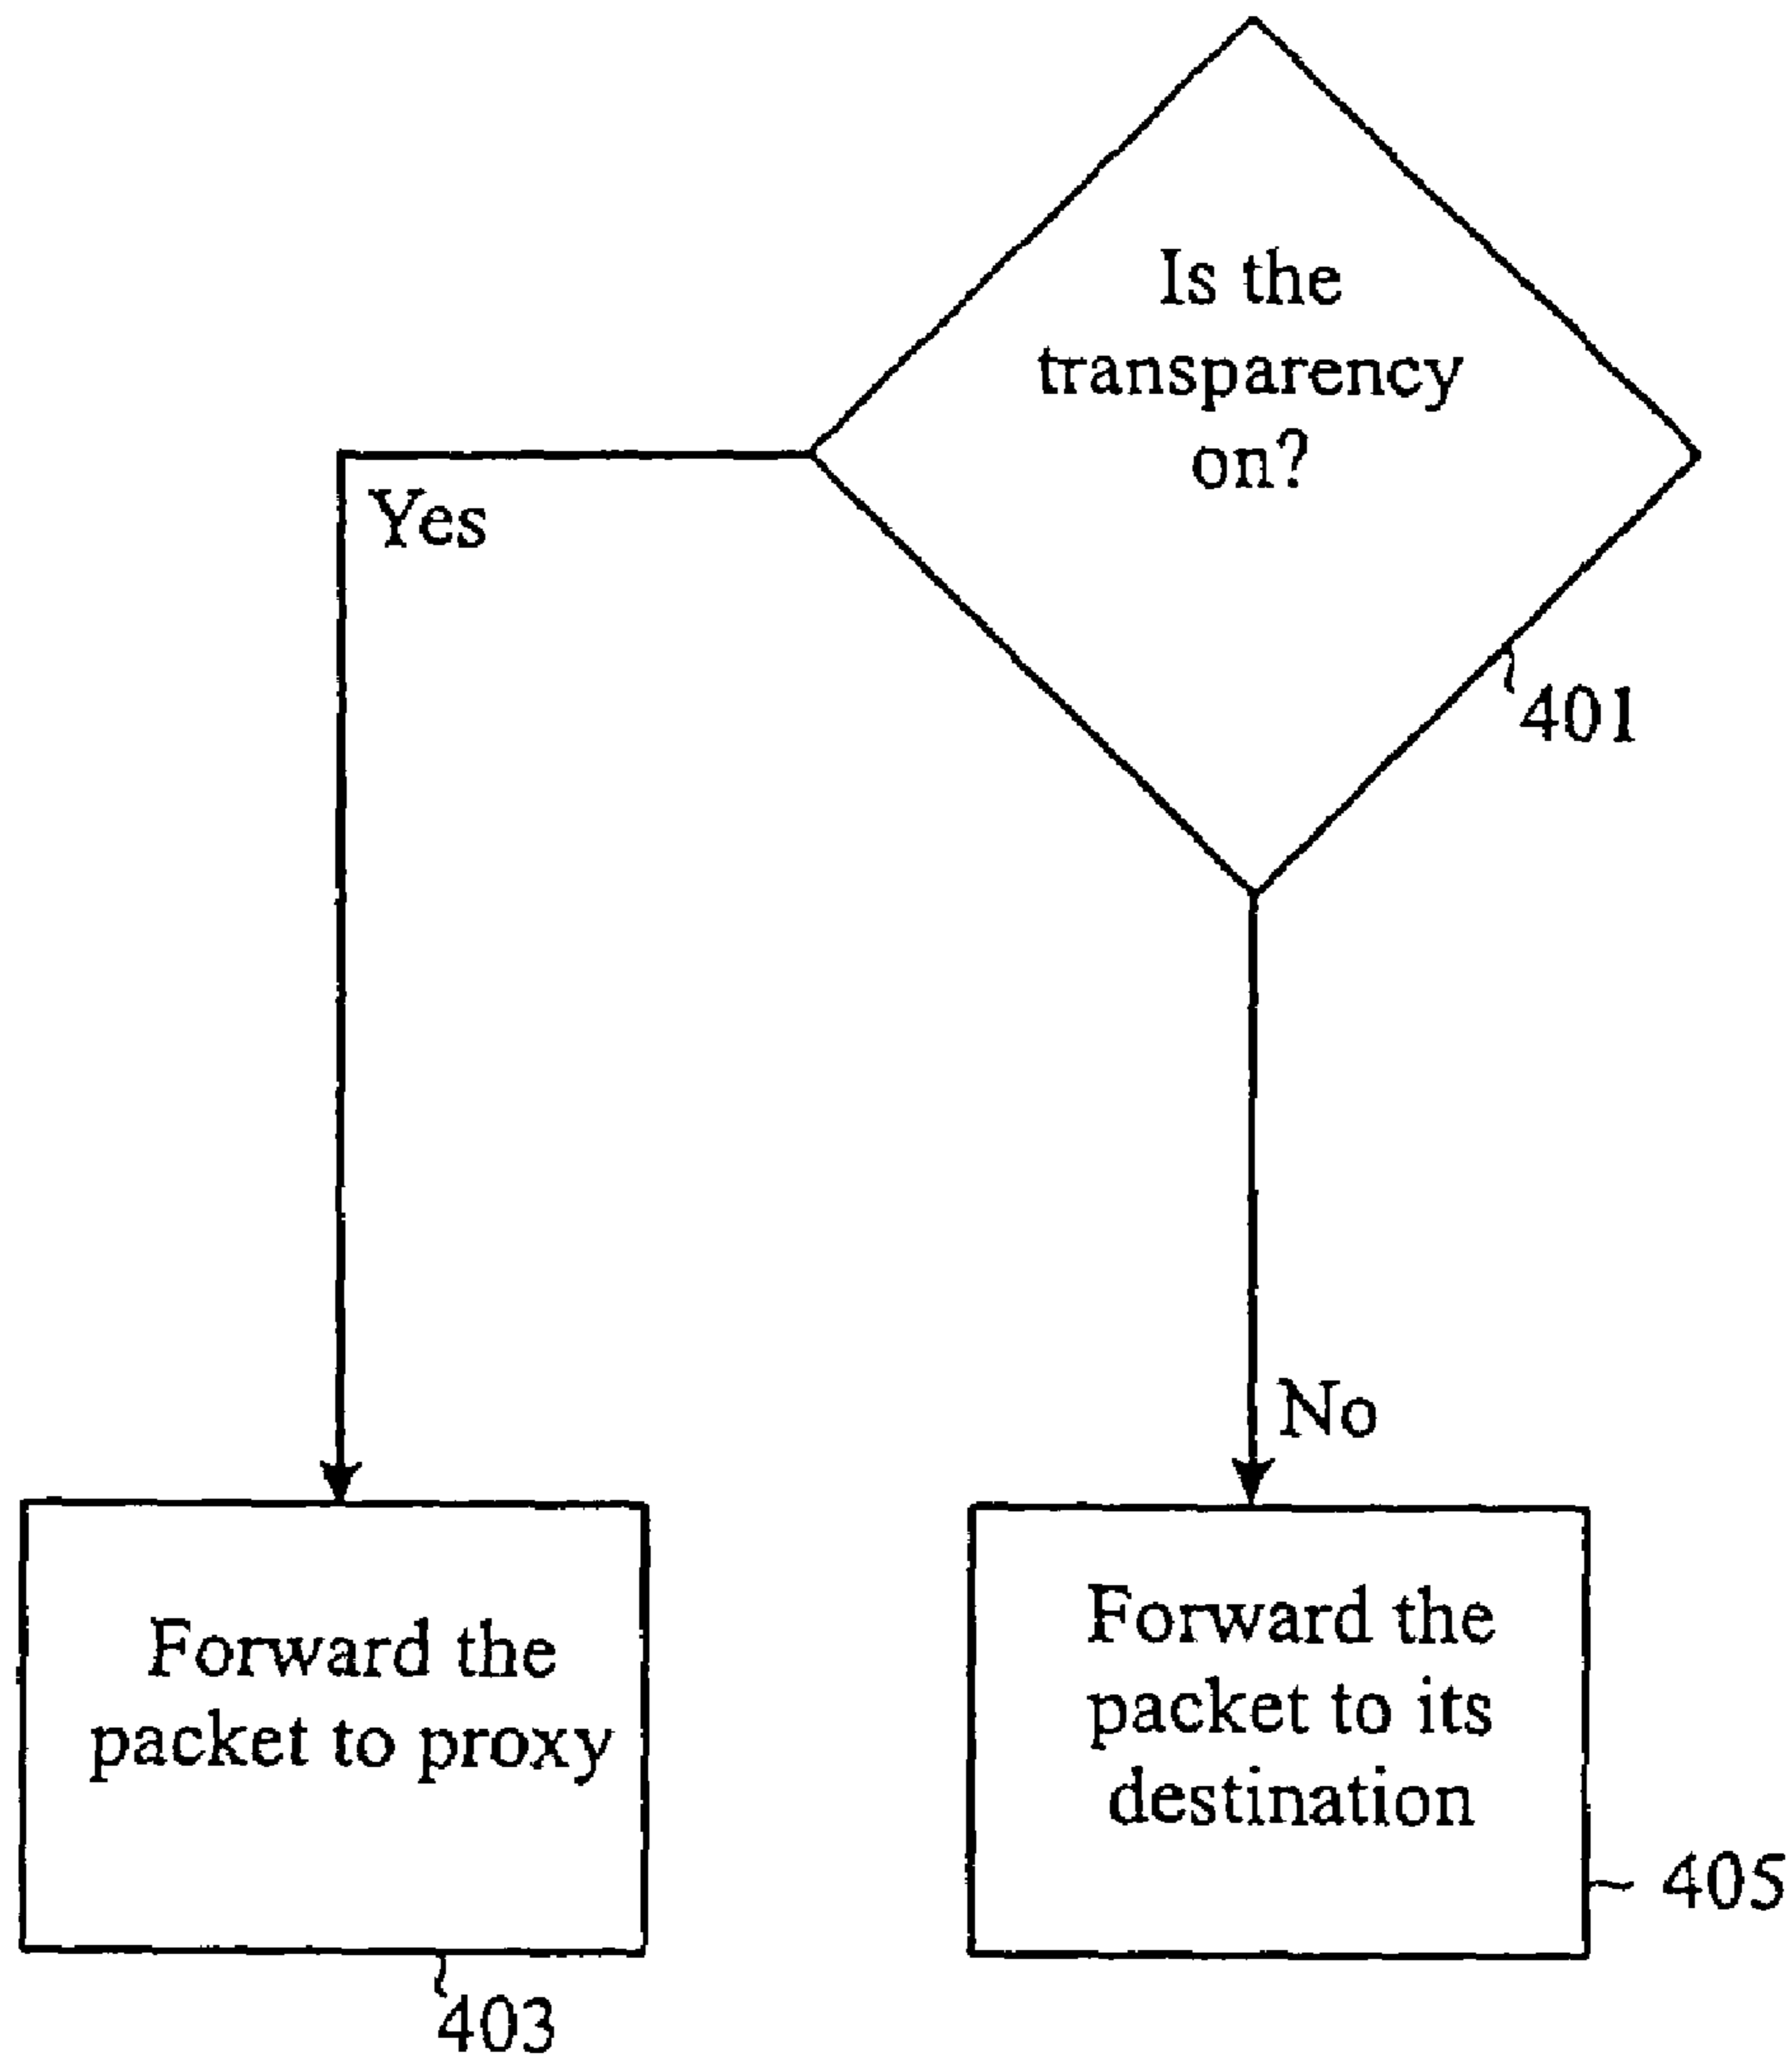 Is the
transparency
on?
Yes
401
No
Forward the
packet to proxy
403
Forward the
packet to its
destination
405